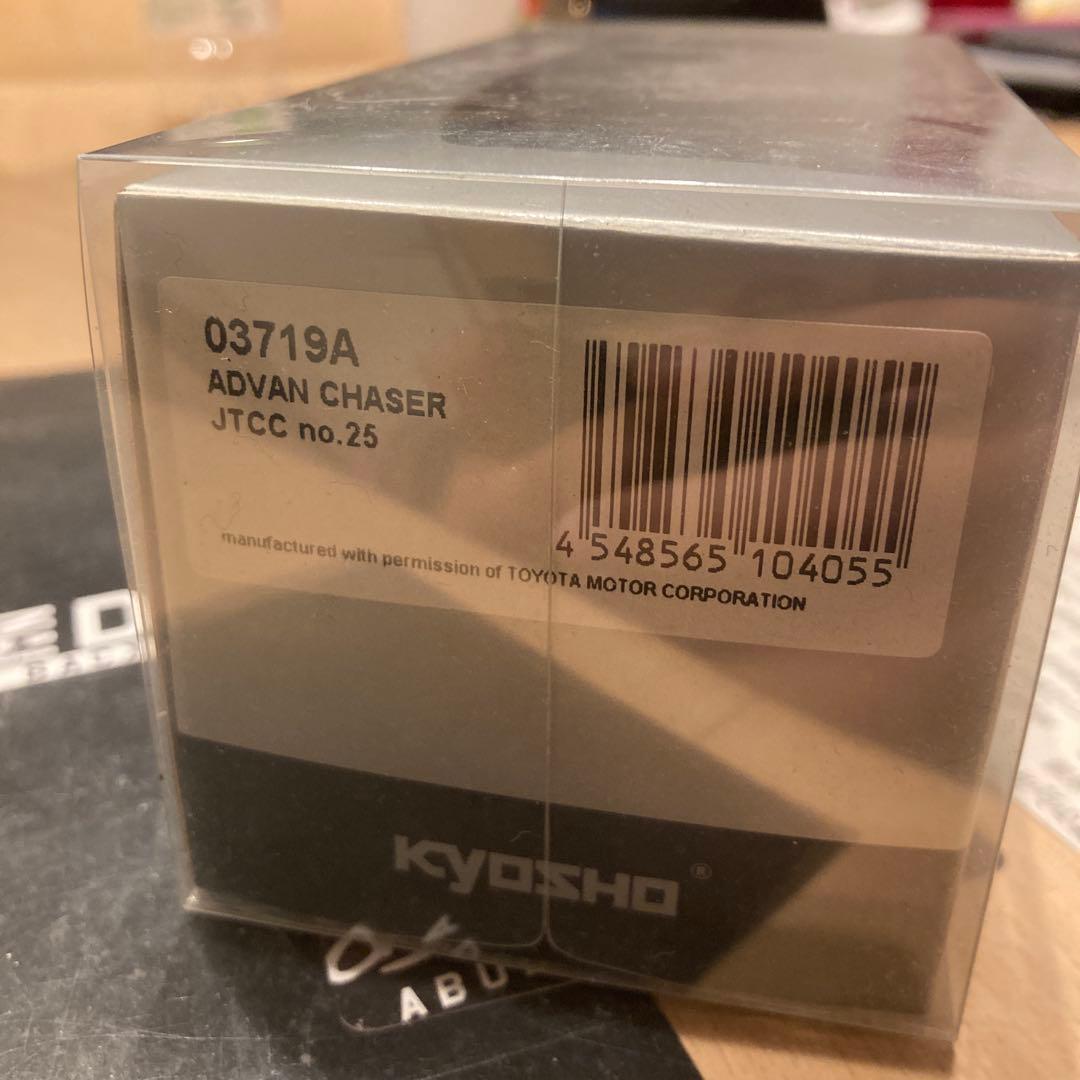 03719A
ADVAN CHASER
JTCC no.25
4 548565 104055
manufactured with permission of TOYOTA MOTOR CORPORATION
KYOSHO ®